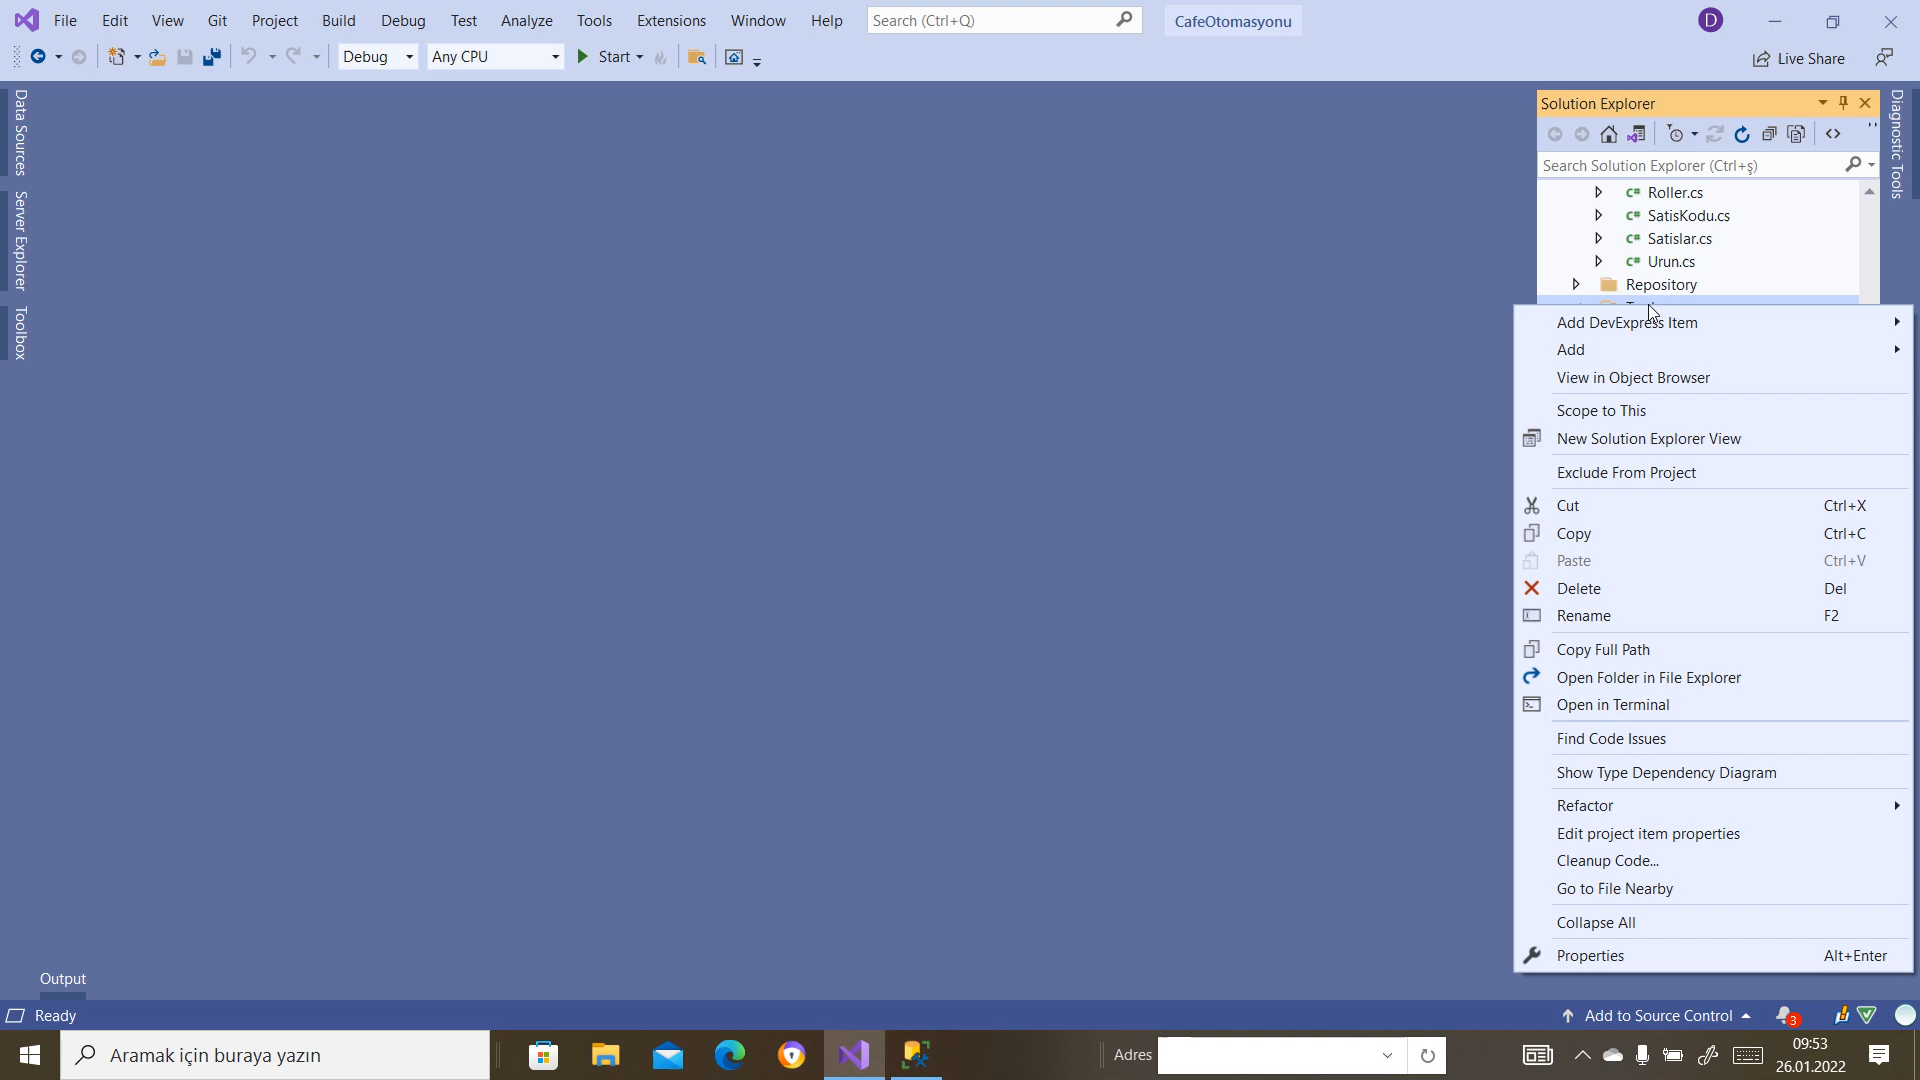 File Edit View Git Project Build Debug Test Analyze Tools Extensions Window Help Search (Ctrl+Q) CafeOtomasyonu D
Debug Any CPU Start Live Share
Data Sources
Server Explorer
Toolbox
Diagnostic Tools
Solution Explorer
Search Solution Explorer (Ctrl+ş)
C# Roller.cs
C# SatisKodu.cs
C# Satislar.cs
C# Urun.cs
Repository
Add DevExpress Item
Add
View in Object Browser
Scope to This
New Solution Explorer View
Exclude From Project
Cut Ctrl+X
Copy Ctrl+C
Paste Ctrl+V
Delete Del
Rename F2
Copy Full Path
Open Folder in File Explorer
Open in Terminal
Find Code Issues
Show Type Dependency Diagram
Refactor
Edit project item properties
Cleanup Code...
Go to File Nearby
Collapse All
Properties Alt+Enter
Output
Ready Add to Source Control 3
Aramak için buraya yazın Adres 09:53
26.01.2022